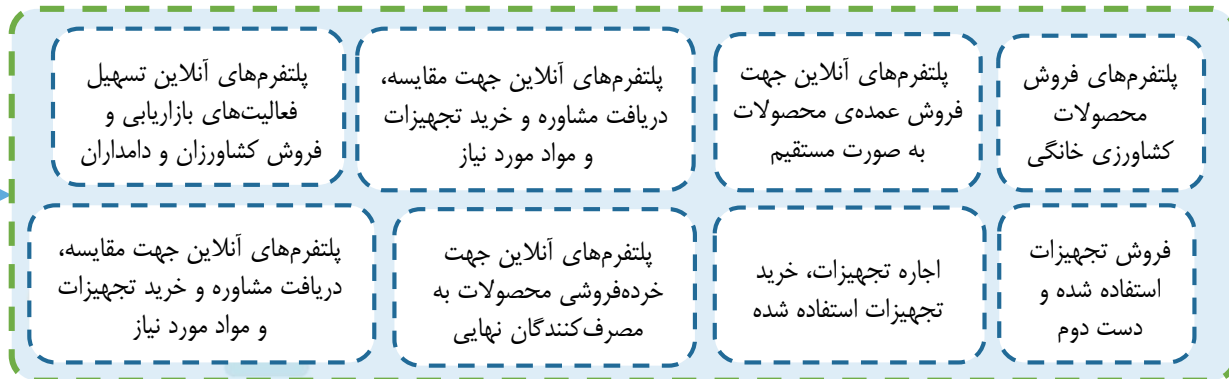 پلتفرم‌های فروش
محصولات
کشاورزی خانگی
پلتفرم‌های آنلاین جهت
فروش عمده‌ی محصولات
به صورت مستقیم
پلتفرم‌های آنلاین جهت مقایسه،
دریافت مشاوره و خرید تجهیزات
و مواد مورد نیاز
پلتفرم‌های آنلاین تسهیل
فعالیت‌های بازاریابی و
فروش کشاورزان و دامداران
فروش تجهیزات
استفاده شده و
دست دوم
اجاره تجهیزات، خرید
تجهیزات استفاده شده
پلتفرم‌های آنلاین جهت
خرده‌فروشی محصولات به
مصرف‌کنندگان نهایی
پلتفرم‌های آنلاین جهت مقایسه،
دریافت مشاوره و خرید تجهیزات
و مواد مورد نیاز